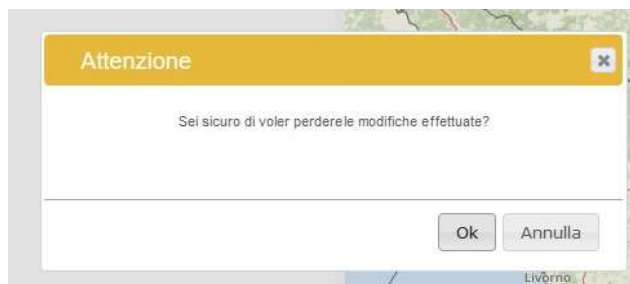 Attenzione
Sei sicuro di voler perderele modifiche effettuate?
Ok
Annulla
Livorno